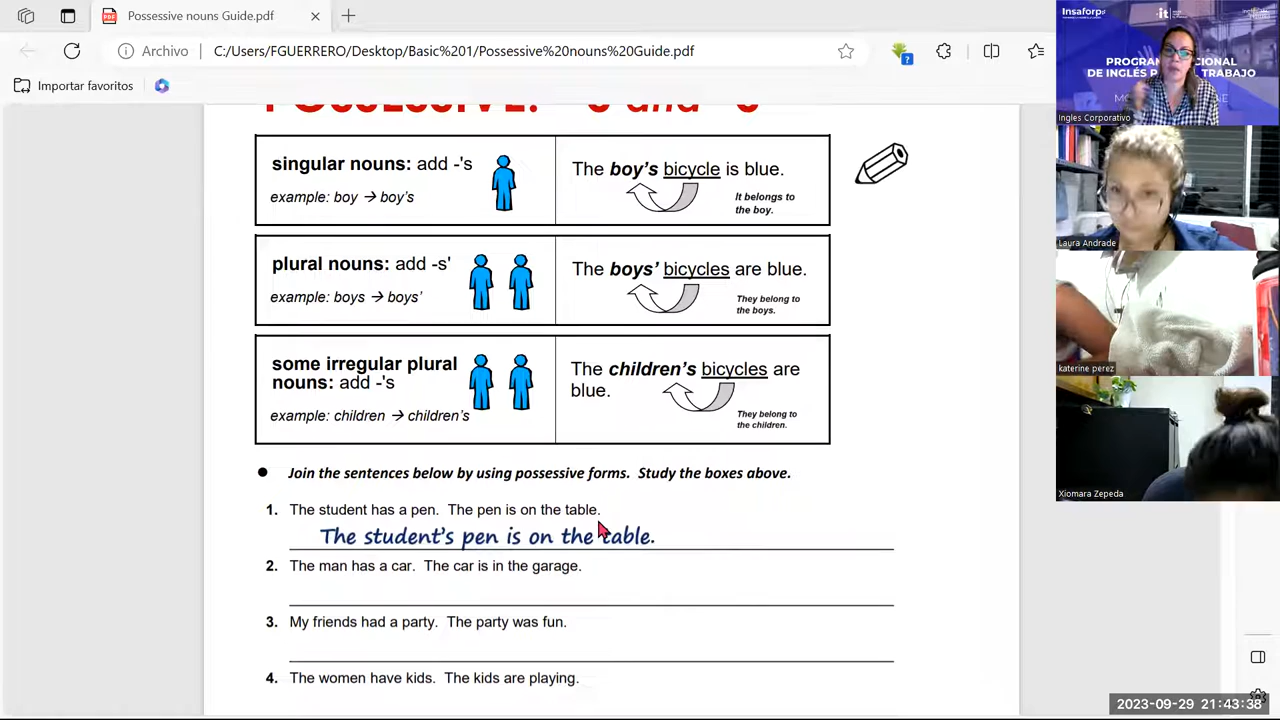 Possessive nouns Guide.pdf
Archivo
C:/Users/FGUERRERO/Desktop/Basic%201/Possessive%20nouns%20Guide.pdf
Importar favoritos
singular nouns: add -'s
example: boy → boy's
The boy's bicycle is blue.
It belongs to
the boy.
plural nouns: add -s'
example: boys → boys'
The boys' bicycles are blue.
They belong to
the boys.
some irregular plural
nouns: add -'s
example: children → children's
The children's bicycles are
blue.
They belong to
the children.
● Join the sentences below by using possessive forms. Study the boxes above.
1. The student has a pen. The pen is on the table.
The student's pen is on the table.
2. The man has a car. The car is in the garage.
3. My friends had a party. The party was fun.
4. The women have kids. The kids are playing.
Insaforp
Ingles Corporativo
Laura Andrade
katerine perez
Xiomara Zepeda
2023-09-29 21:43:38